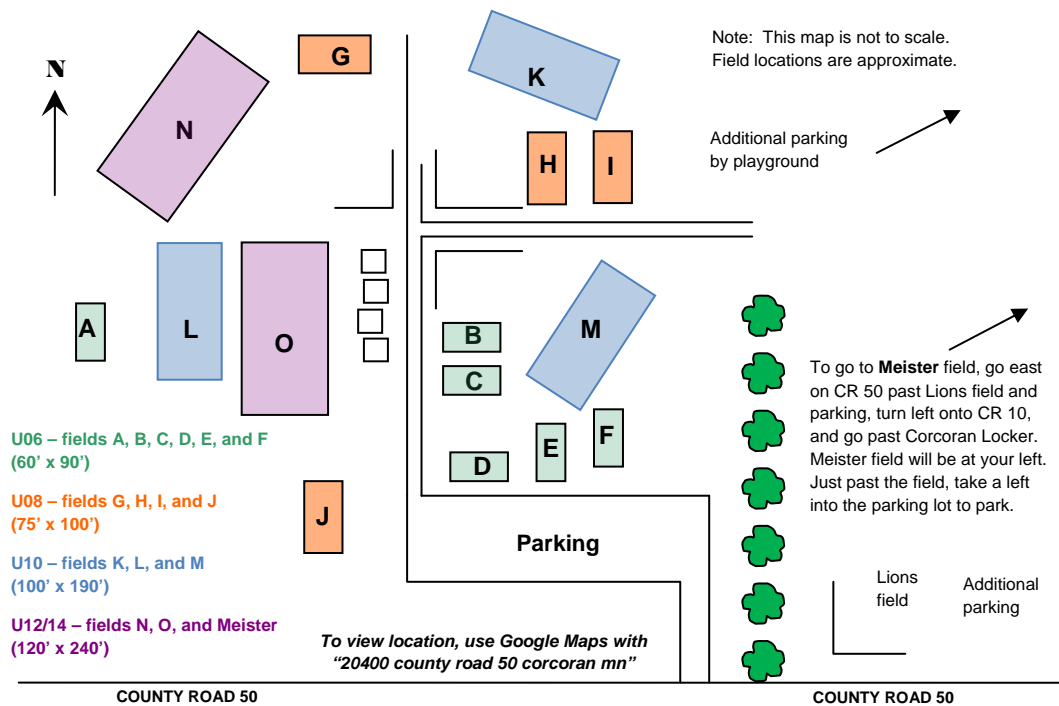 Note:  This map is not to scale.
Field locations are approximate.
G
K
N
N
Additional parking
by playground
H
I
A
L
O
B
M
C
To go to Meister field, go east
on CR 50 past Lions field and
parking, turn left onto CR 10,
and go past Corcoran Locker.
Meister field will be at your left.
Just past the field, take a left
into the parking lot to park.
U06 – fields A, B, C, D, E, and F
(60’ x 90’)
F
E
D
U08 – fields G, H, I, and J
(75’ x 100’)
J
Parking
U10 – fields K, L, and M
(100’ x 190’)
Lions
field
Additional
parking
U12/14 – fields N, O, and Meister
(120’ x 240’)
To view location, use Google Maps with
“20400 county road 50 corcoran mn”
COUNTY ROAD 50
COUNTY ROAD 50